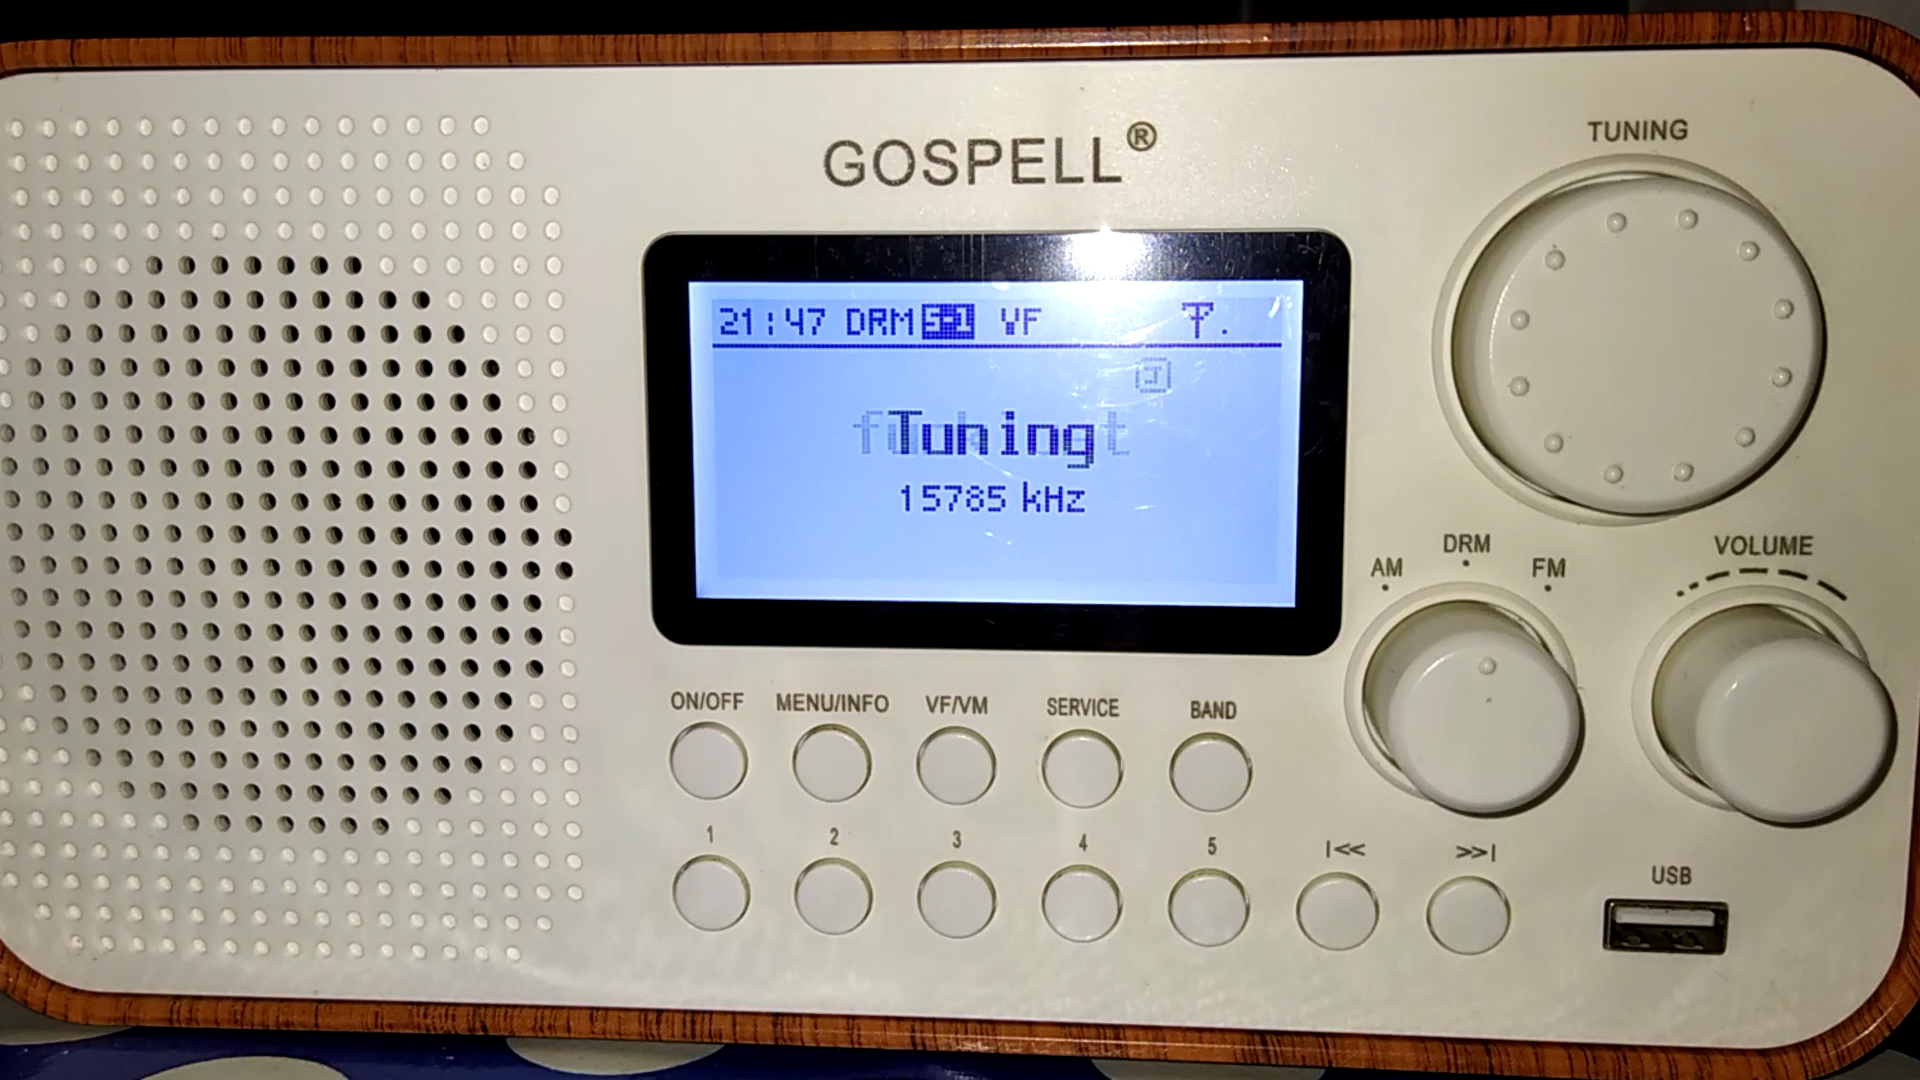 GOSPELL®
21:47 DRM S-1 VF
Tuning
15785 kHz
TUNING
AM DRM FM
VOLUME
ON/OFF MENU/INFO VF/VM SERVICE BAND
1 2 3 4 5 |<< >>|
USB